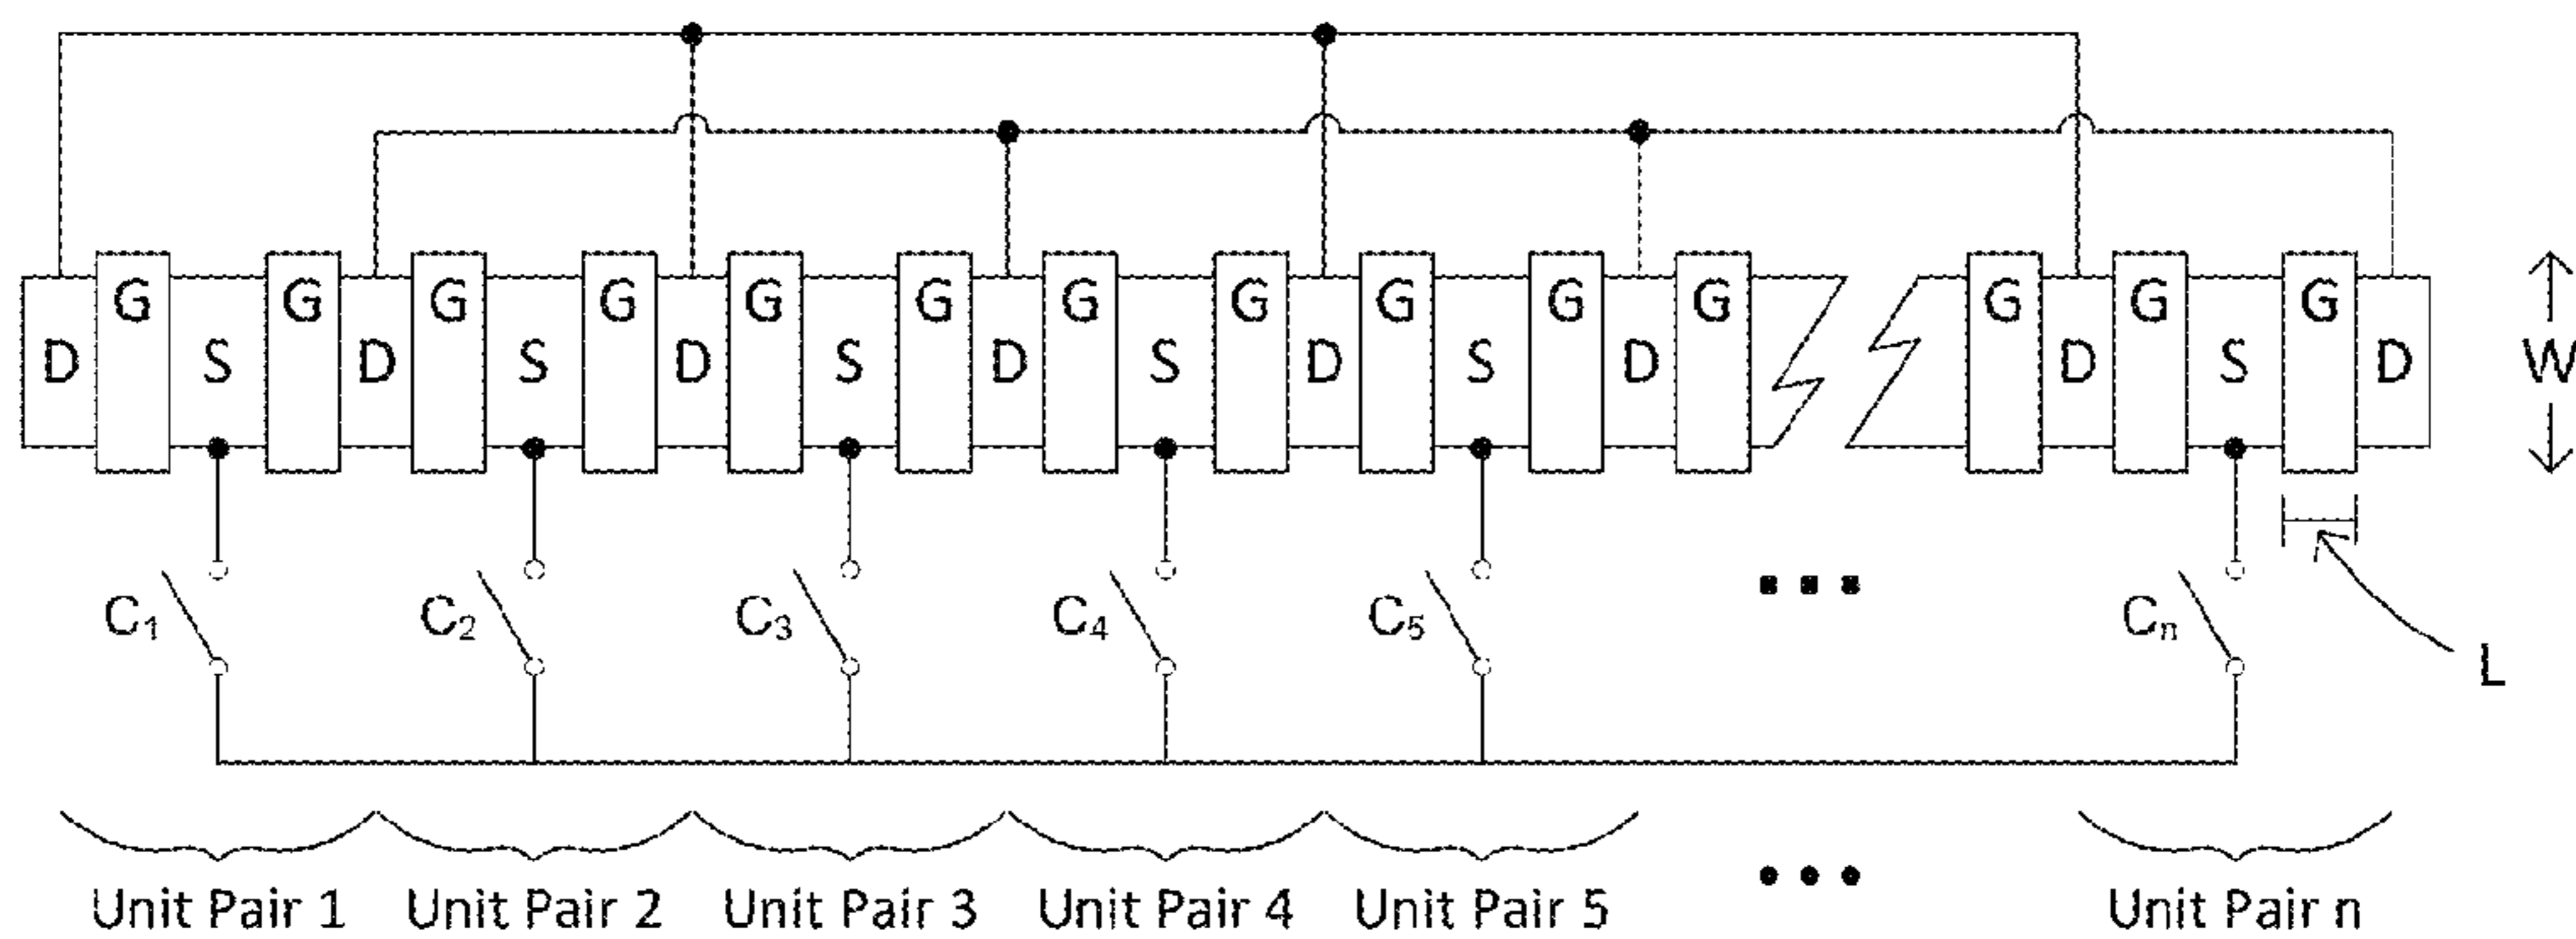 G G G G G G G G G G G G G G
D S D S D S D S D S D D S D W
C₁ C₂ C₃ C₄ C₅ ... Cₙ L
Unit Pair 1 Unit Pair 2 Unit Pair 3 Unit Pair 4 Unit Pair 5 ... Unit Pair n